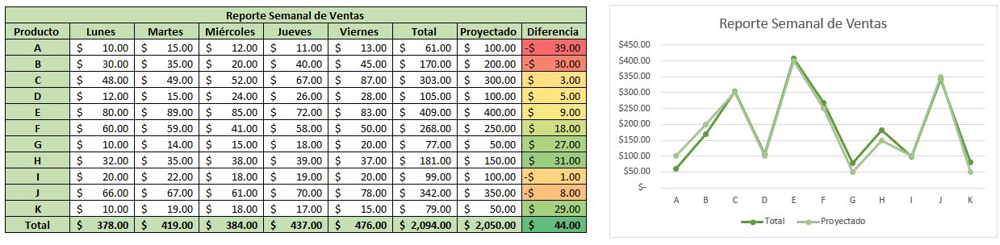 Reporte Semanal de Ventas
Producto Lunes Martes Miércoles Jueves Viernes Total Proyectado Diferencia
A $ 10.00 $ 15.00 $ 12.00 $ 11.00 $ 13.00 $ 61.00 $ 100.00 -$ 39.00
B $ 30.00 $ 35.00 $ 20.00 $ 40.00 $ 45.00 $ 170.00 $ 200.00 -$ 30.00
C $ 48.00 $ 49.00 $ 52.00 $ 67.00 $ 87.00 $ 303.00 $ 300.00 $ 3.00
D $ 12.00 $ 15.00 $ 24.00 $ 26.00 $ 28.00 $ 105.00 $ 100.00 $ 5.00
E $ 80.00 $ 89.00 $ 85.00 $ 72.00 $ 83.00 $ 409.00 $ 400.00 $ 9.00
F $ 60.00 $ 59.00 $ 41.00 $ 58.00 $ 50.00 $ 268.00 $ 250.00 $ 18.00
G $ 10.00 $ 14.00 $ 15.00 $ 18.00 $ 20.00 $ 77.00 $ 50.00 $ 27.00
H $ 32.00 $ 35.00 $ 38.00 $ 39.00 $ 37.00 $ 181.00 $ 150.00 $ 31.00
I $ 20.00 $ 22.00 $ 18.00 $ 19.00 $ 20.00 $ 99.00 $ 100.00 -$ 1.00
J $ 66.00 $ 67.00 $ 61.00 $ 70.00 $ 78.00 $ 342.00 $ 350.00 -$ 8.00
K $ 10.00 $ 19.00 $ 18.00 $ 17.00 $ 15.00 $ 79.00 $ 50.00 $ 29.00
Total $ 378.00 $ 419.00 $ 384.00 $ 437.00 $ 476.00 $ 2,094.00 $ 2,050.00 $ 44.00
Reporte Semanal de Ventas
$450.00
$400.00
$350.00
$300.00
$250.00
$200.00
$150.00
$100.00
$50.00
$-
A B C D E F G H I J K
Total Proyectado